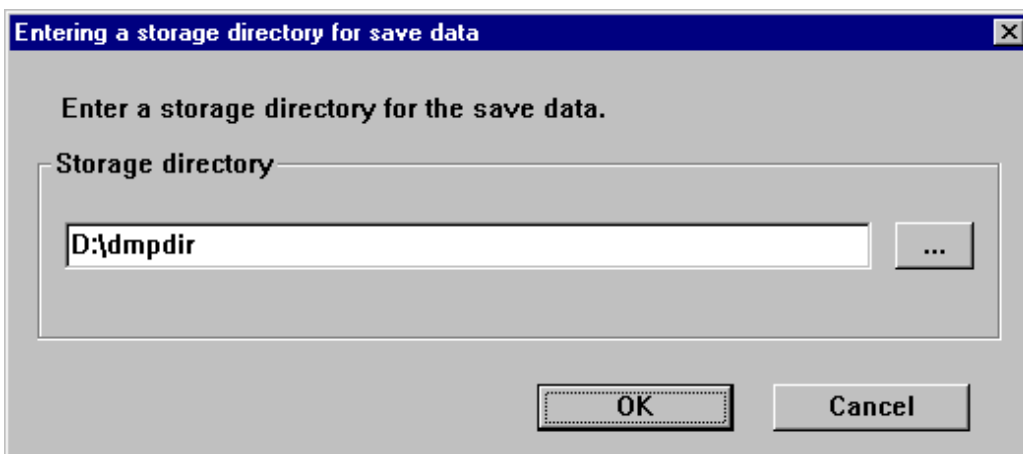 Entering a storage directory for save data
Enter a storage directory for the save data.
Storage directory
D:\dmpdir
...
OK
Cancel